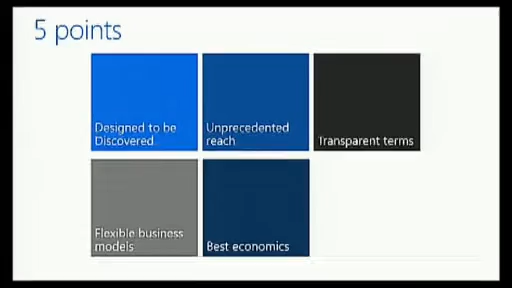 5 points
Designed to be
Discovered
Unprecedented
reach
Transparent terms
Flexible business
models
Best economics